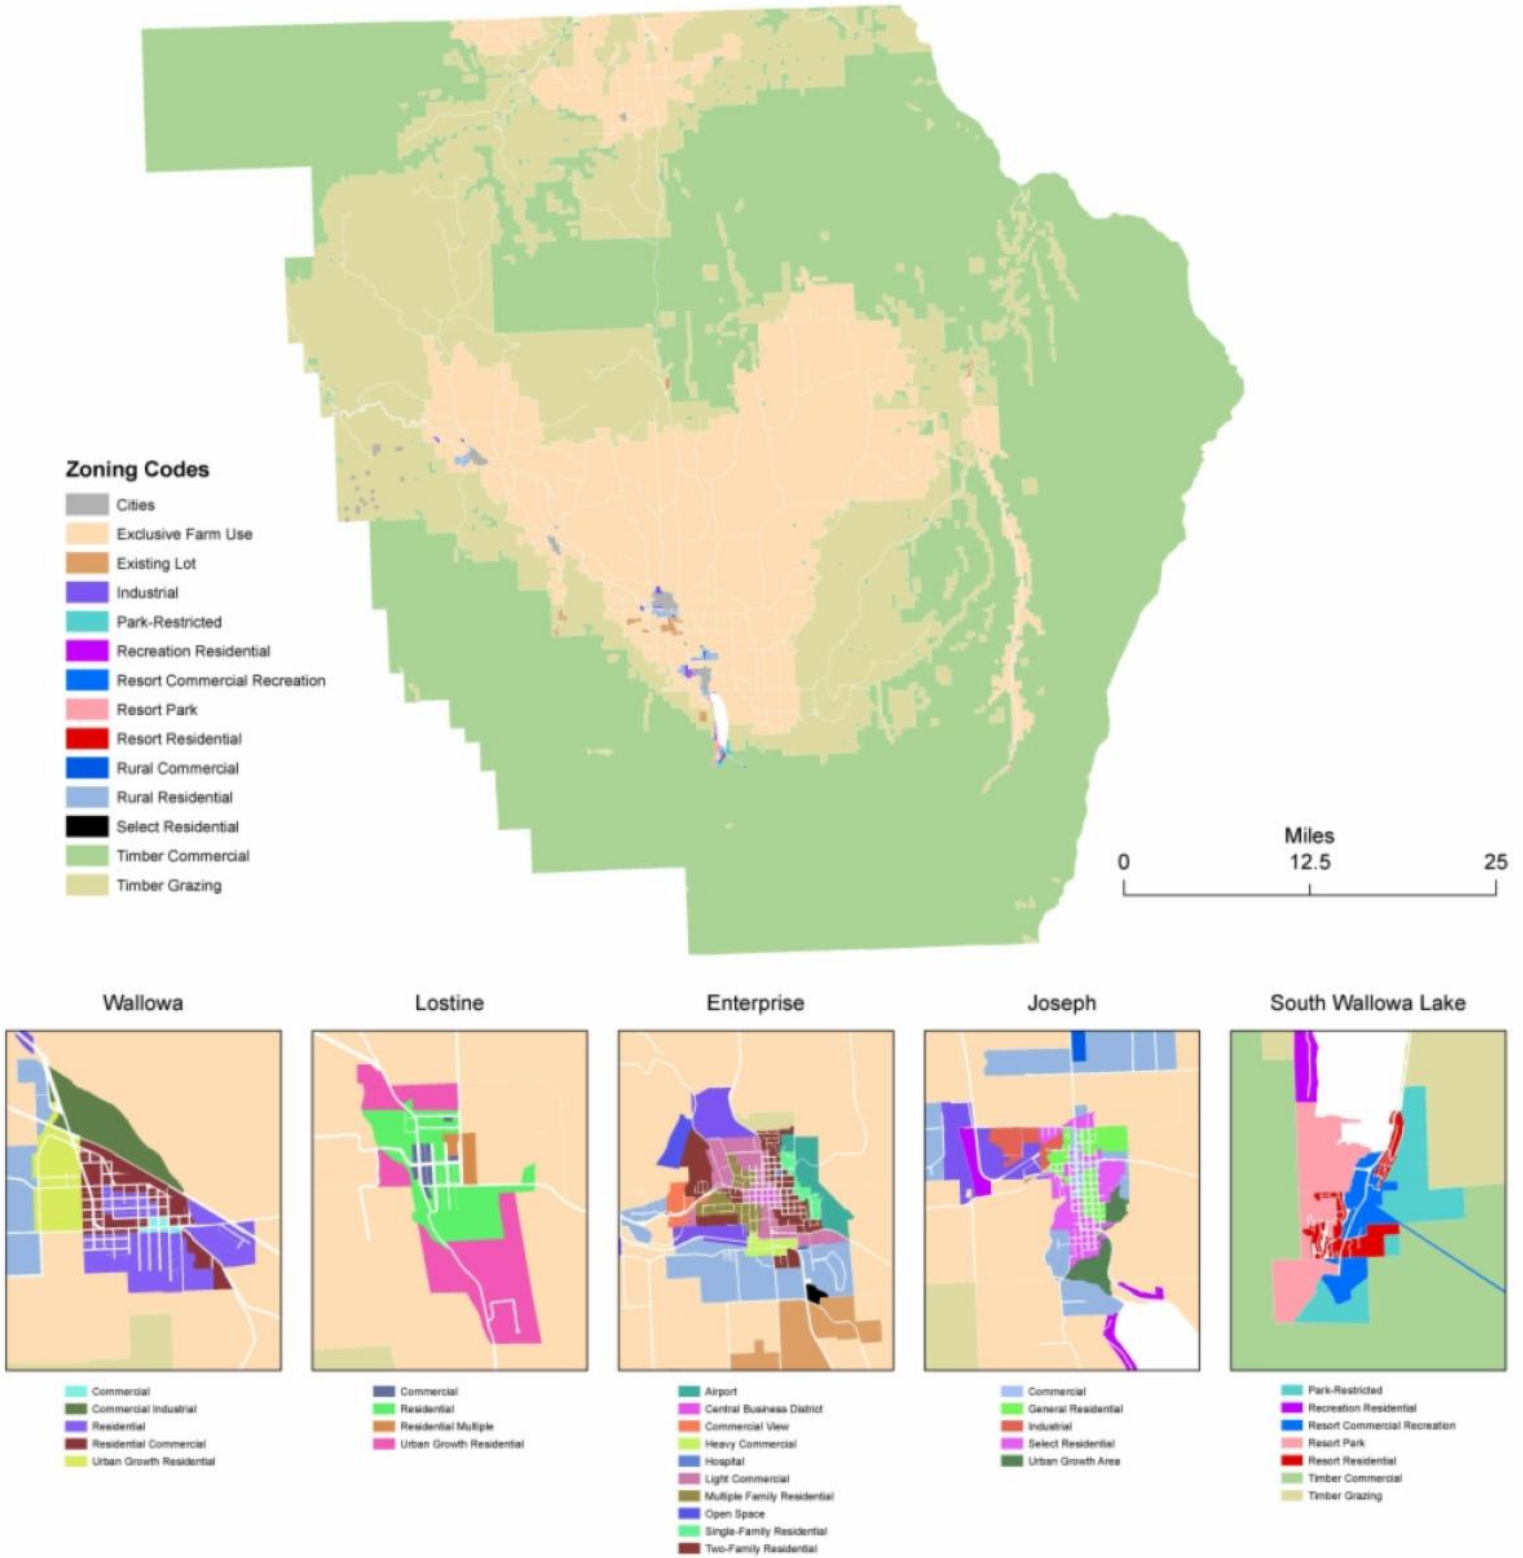 Zoning Codes
Cities
Exclusive Farm Use
Existing Lot
Industrial
Park-Restricted
Recreation Residential
Resort Commercial Recreation
Resort Park
Resort Residential
Rural Commercial
Rural Residential
Select Residential
Timber Commercial
Timber Grazing
Miles
0 12.5 25
Wallowa
Commercial
Commercial Industrial
Residential
Residential Commercial
Urban Growth Residential
Lostine
Commercial
Residential
Residential Multiple
Urban Growth Residential
Enterprise
Airport
Central Business District
Commercial View
Heavy Commercial
Hospital
Light Commercial
Multiple Family Residential
Open Space
Single-Family Residential
Two-Family Residential
Joseph
Commercial
General Residential
Industrial
Select Residential
Urban Growth Area
South Wallowa Lake
Park-Restricted
Recreation Residential
Resort Commercial Recreation
Resort Park
Resort Residential
Timber Commercial
Timber Grazing